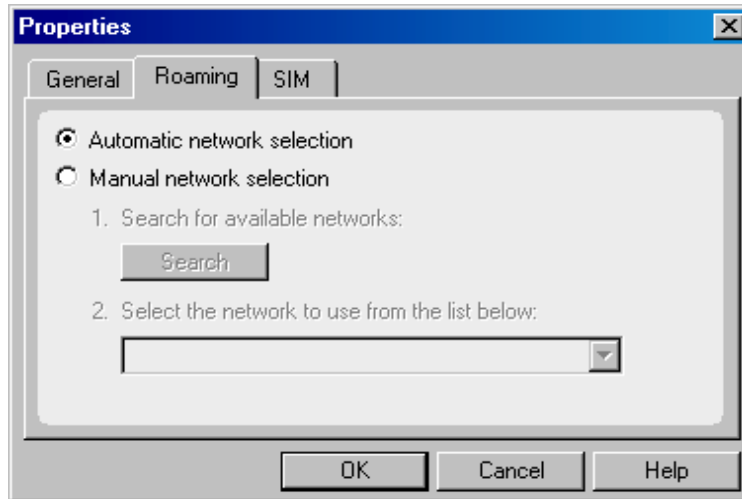 Properties
General Roaming SIM
Automatic network selection
Manual network selection
1. Search for available networks:
Search
2. Select the network to use from the list below:
OK Cancel Help